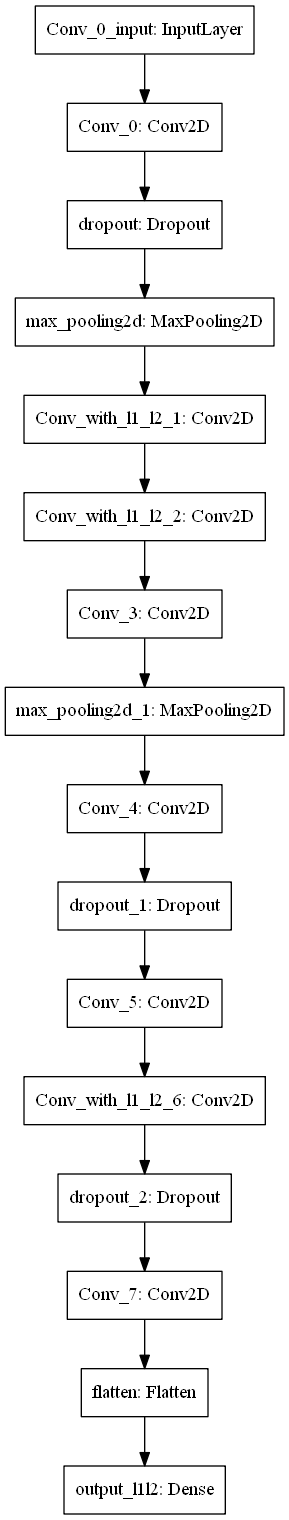 Conv_0_input: InputLayer
Conv_0: Conv2D
dropout: Dropout
max_pooling2d: MaxPooling2D
Conv_with_l1_l2_1: Conv2D
Conv_with_l1_l2_2: Conv2D
Conv_3: Conv2D
max_pooling2d_1: MaxPooling2D
Conv_4: Conv2D
dropout_1: Dropout
Conv_5: Conv2D
Conv_with_l1_l2_6: Conv2D
dropout_2: Dropout
Conv_7: Conv2D
flatten: Flatten
output_l1l2: Dense